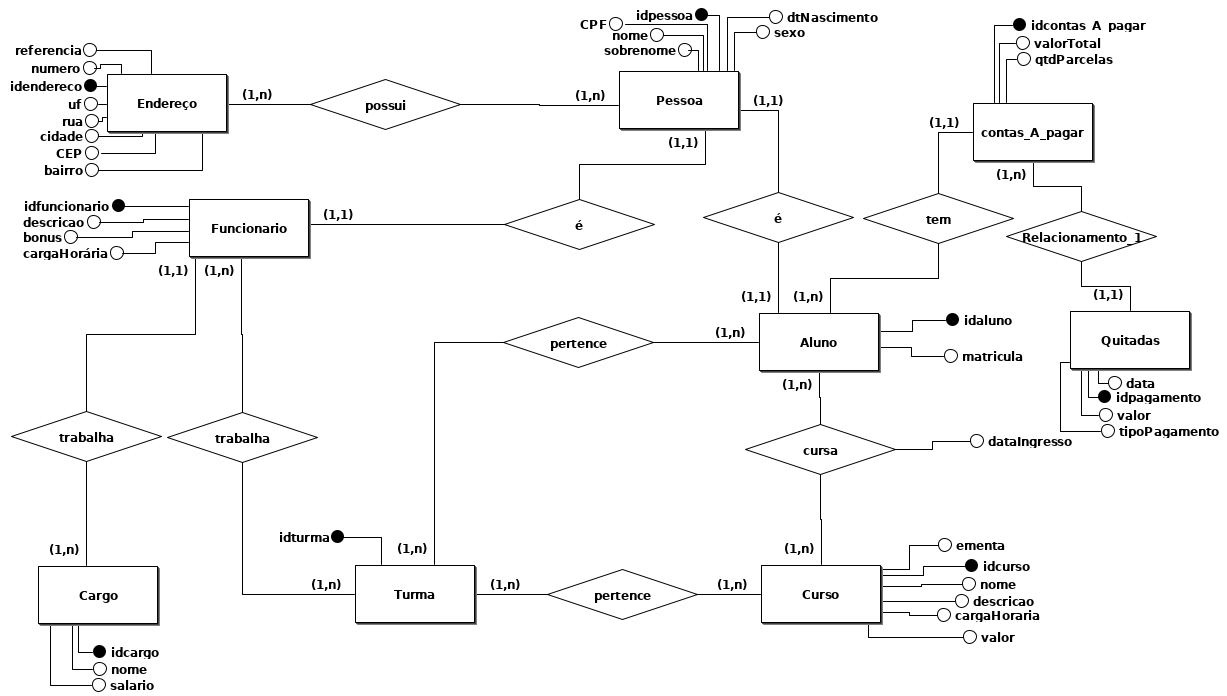 idpessoa
CPF
nome
sobrenome
dtNascimento
sexo
idcontas_A_pagar
valorTotal
qtdParcelas
referencia
numero
idendereco
uf
rua
cidade
CEP
bairro
Endereço
(1,n)
possui
(1,n)
Pessoa
(1,1)
(1,1)
(1,1)
contas_A_pagar
(1,n)
idfuncionario
descricao
bonus
cargaHorária
Funcionario
(1,1)
é
é
tem
Relacionamento_1
(1,1)
(1,n)
(1,1)
(1,n)
(1,1)
pertence
(1,n)
Aluno
idaluno
matricula
(1,n)
Quitadas
data
idpagamento
valor
tipoPagamento
trabalha
trabalha
cursa
dataIngresso
(1,n)
idturma
(1,n)
(1,n)
Cargo
(1,n)
Turma
(1,n)
pertence
(1,n)
Curso
ementa
idcurso
nome
descricao
cargaHoraria
valor
idcargo
nome
salario